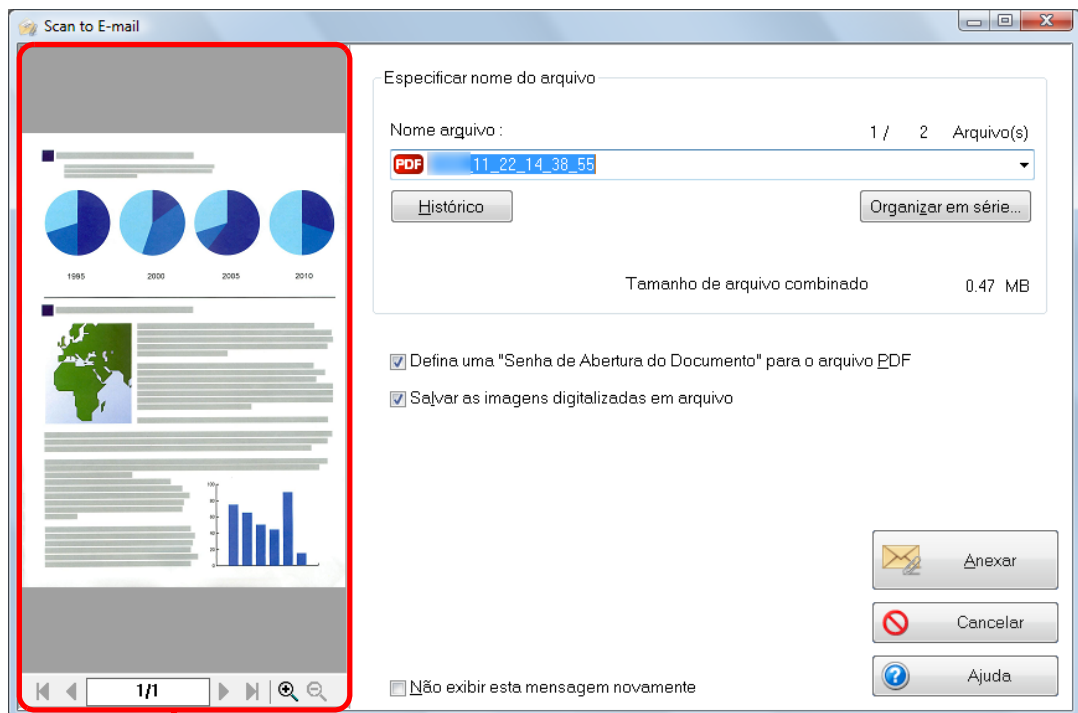 Scan to E-mail
1995 2000 2005 2010
1/1
Especificar nome do arquivo
Nome arquivo : 1 / 2 Arquivo(s)
PDF _11_22_14_38_55
Histórico Organizar em série...
Tamanho de arquivo combinado 0.47 MB
Defina uma "Senha de Abertura do Documento" para o arquivo PDF
Salvar as imagens digitalizadas em arquivo
Anexar
Cancelar
Ajuda
Não exibir esta mensagem novamente